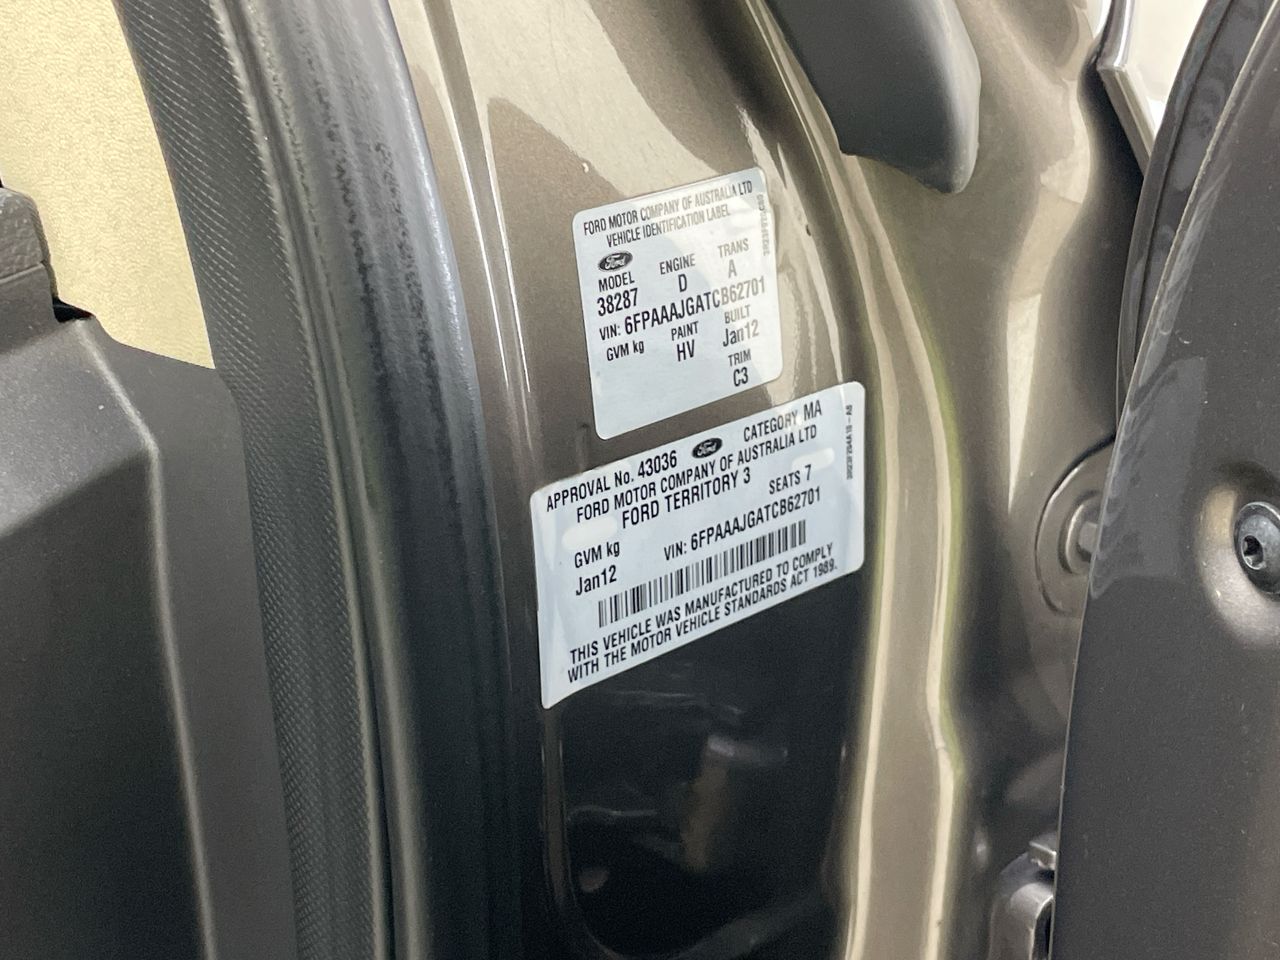 FORD MOTOR COMPANY OF AUSTRALIA LTD
VEHICLE IDENTIFICATION LABEL
Ford
MODEL ENGINE TRANS
38287 D A
VIN: 6FPAAAJGATCB62701
GVM kg PAINT BUILT
HV Jan12
TRIM
C3
APPROVAL No. 43036 Ford CATEGORY MA
FORD MOTOR COMPANY OF AUSTRALIA LTD
FORD TERRITORY 3
SEATS 7
GVM kg VIN: 6FPAAAJGATCB62701
Jan12
THIS VEHICLE WAS MANUFACTURED TO COMPLY
WITH THE MOTOR VEHICLE STANDARDS ACT 1989.